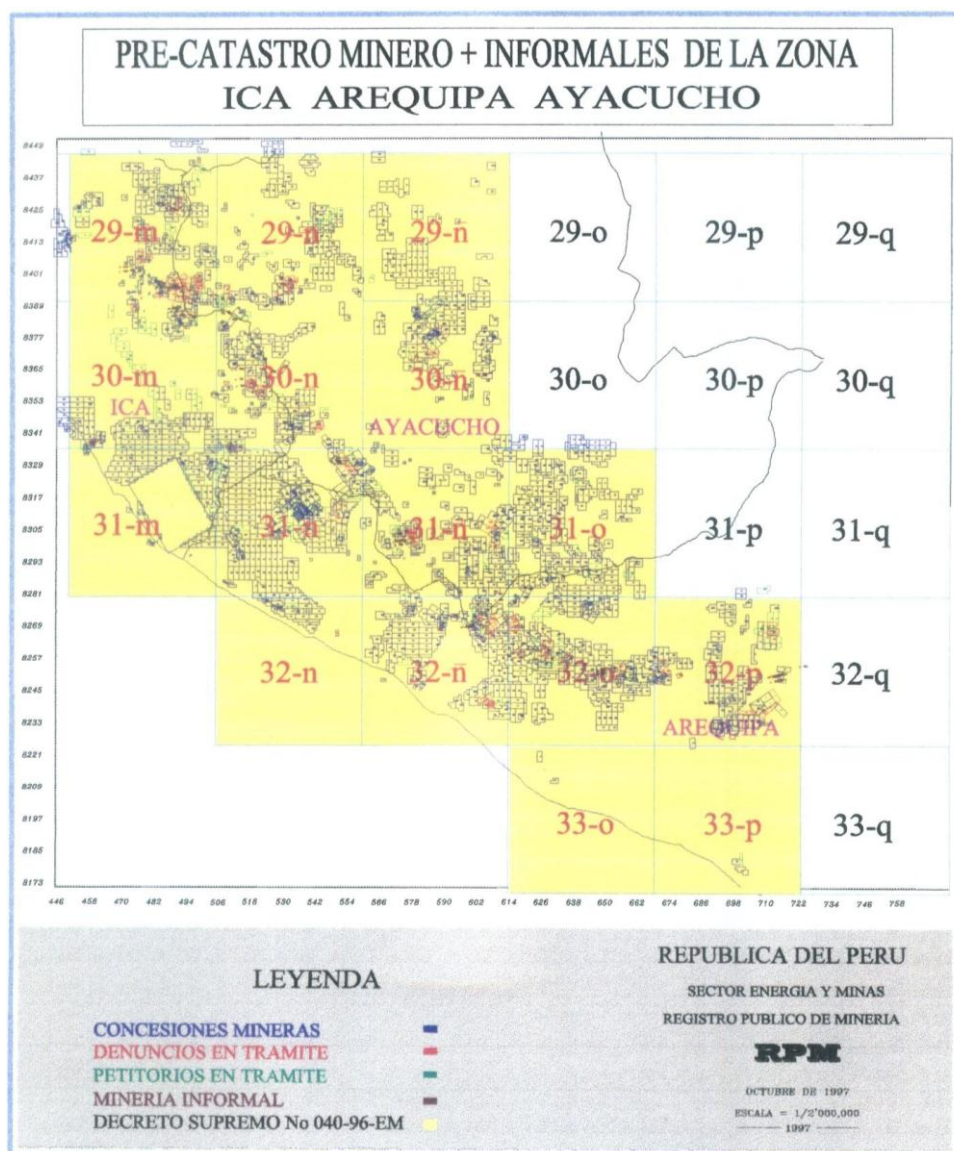 PRE-CATASTRO MINERO + INFORMALES DE LA ZONA
ICA AREQUIPA AYACUCHO
8449
8437
8425
8413
8401
8389
8377
8365
8353
8341
8329
8317
8305
8293
8281
8269
8257
8245
8233
8221
8209
8197
8185
8173
29-m 29-n 29-ñ 29-o 29-p 29-q
30-m 30-n 30-ñ 30-o 30-p 30-q
ICA AYACUCHO
31-m 31-n 31-ñ 31-o 31-p 31-q
32-n 32-ñ 32-o 32-p 32-q
AREQUIPA
33-o 33-p 33-q
446 458 470 482 494 506 518 530 542 554 566 578 590 602 614 626 638 650 662 674 686 698 710 722 734 746 758
LEYENDA
CONCESIONES MINERAS
DENUNCIOS EN TRAMITE
PETITORIOS EN TRAMITE
MINERIA INFORMAL
DECRETO SUPREMO No 040-96-EM
REPUBLICA DEL PERU
SECTOR ENERGIA Y MINAS
REGISTRO PUBLICO DE MINERIA
RPM
OCTUBRE DE 1997
ESCALA = 1/2'000,000
1997